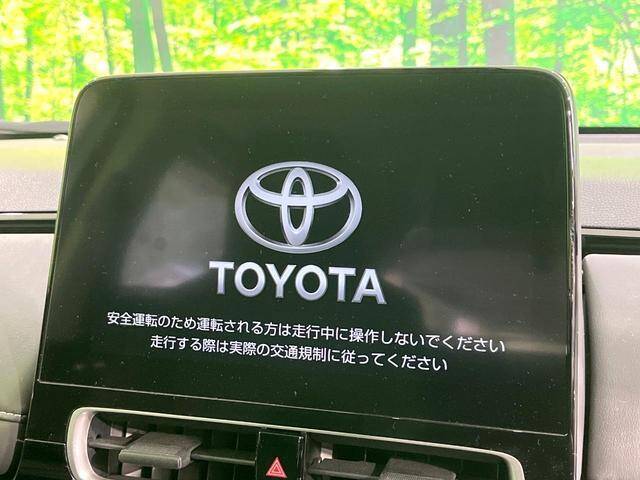 TOYOTA
安全運転のため運転される方は走行中に操作しないでください
走行する際は実際の交通規制に従ってください